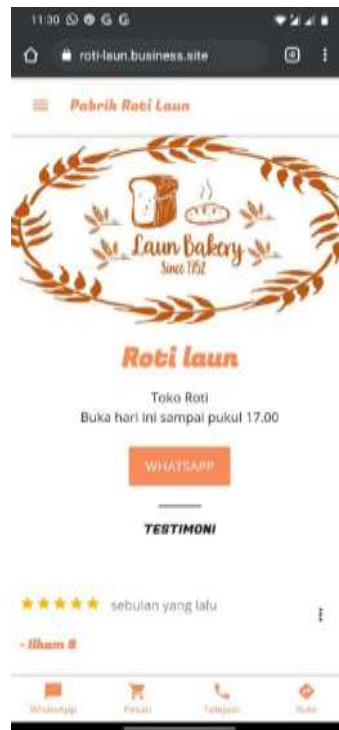 11:30
roti-laun.business.site
Pabrik Roti Laun
Laun Bakery
Since 1952
Roti laun
Toko Roti
Buka hari ini sampai pukul 17.00
WHATSAPP
TESTIMONI
sebulan yang lalu
- Ilham S
WhatsApp Pesan Telepon Rute